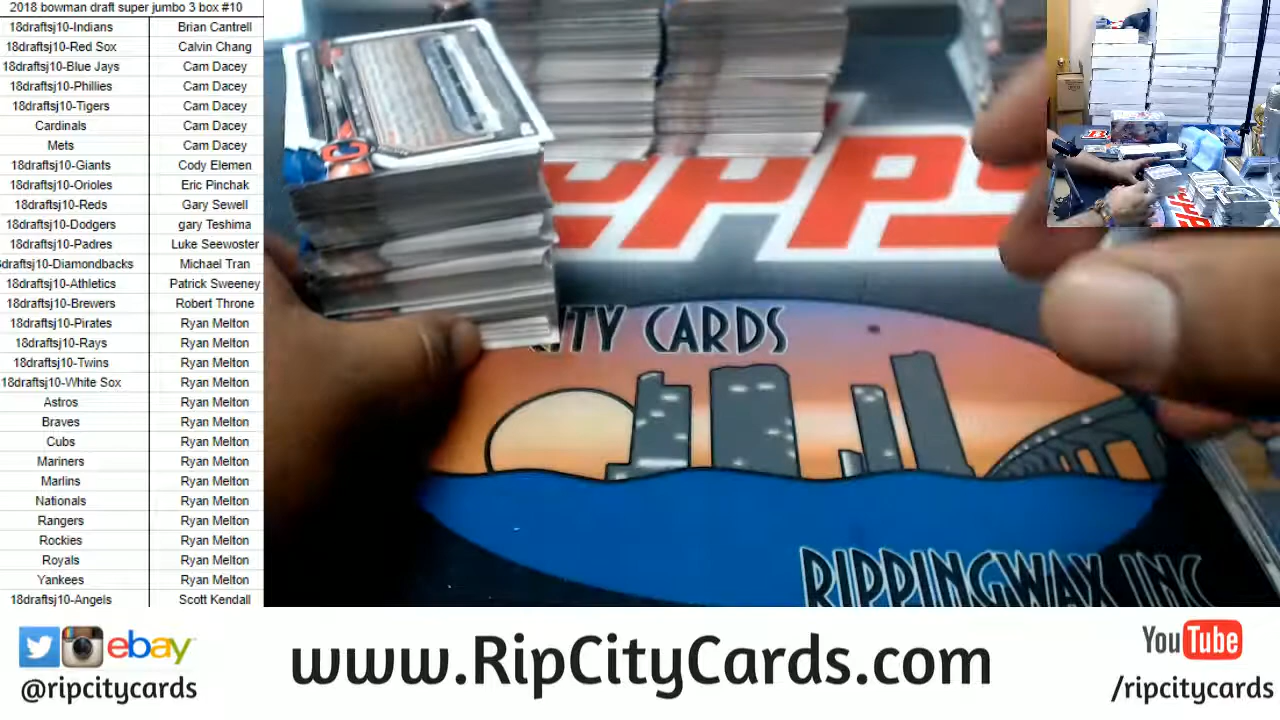 2018 bowman draft super jumbo 3 box #10
18draftsj10-Indians Brian Cantrell
18draftsj10-Red Sox Calvin Chang
18draftsj10-Blue Jays Cam Dacey
18draftsj10-Phillies Cam Dacey
18draftsj10-Tigers Cam Dacey
Cardinals Cam Dacey
Mets Cam Dacey
18draftsj10-Giants Cody Elemen
18draftsj10-Orioles Eric Pinchak
18draftsj10-Reds Gary Sewell
18draftsj10-Dodgers gary Teshima
18draftsj10-Padres Luke Seewoster
draftsj10-Diamondbacks Michael Tran
18draftsj10-Athletics Patrick Sweeney
18draftsj10-Brewers Robert Throne
18draftsj10-Pirates Ryan Melton
18draftsj10-Rays Ryan Melton
18draftsj10-Twins Ryan Melton
18draftsj10-White Sox Ryan Melton
Astros Ryan Melton
Braves Ryan Melton
Cubs Ryan Melton
Mariners Ryan Melton
Marlins Ryan Melton
Nationals Ryan Melton
Rangers Ryan Melton
Rockies Ryan Melton
Royals Ryan Melton
Yankees Ryan Melton
18draftsj10-Angels Scott Kendall
TOPPS
CITY CARDS
RIPPINGWAX INC
ebay
@ripcitycards
www.RipCityCards.com
YouTube
/ripcitycards